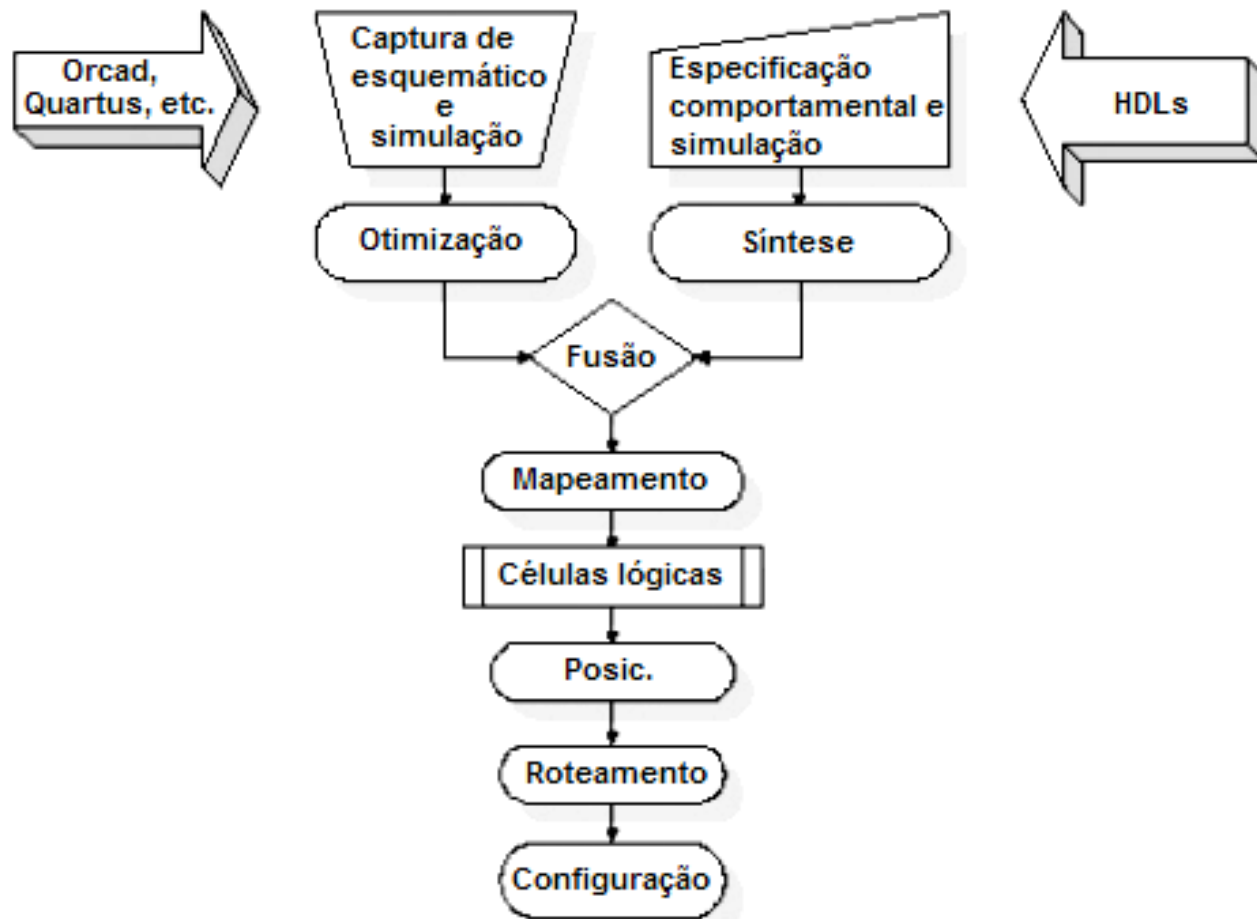 Orcad,
Quartus, etc.
Captura de
esquemático
e
simulação
Especificação
comportamental e
simulação
HDLs
Otimização
Síntese
Fusão
Mapeamento
Células lógicas
Posic.
Roteamento
Configuração